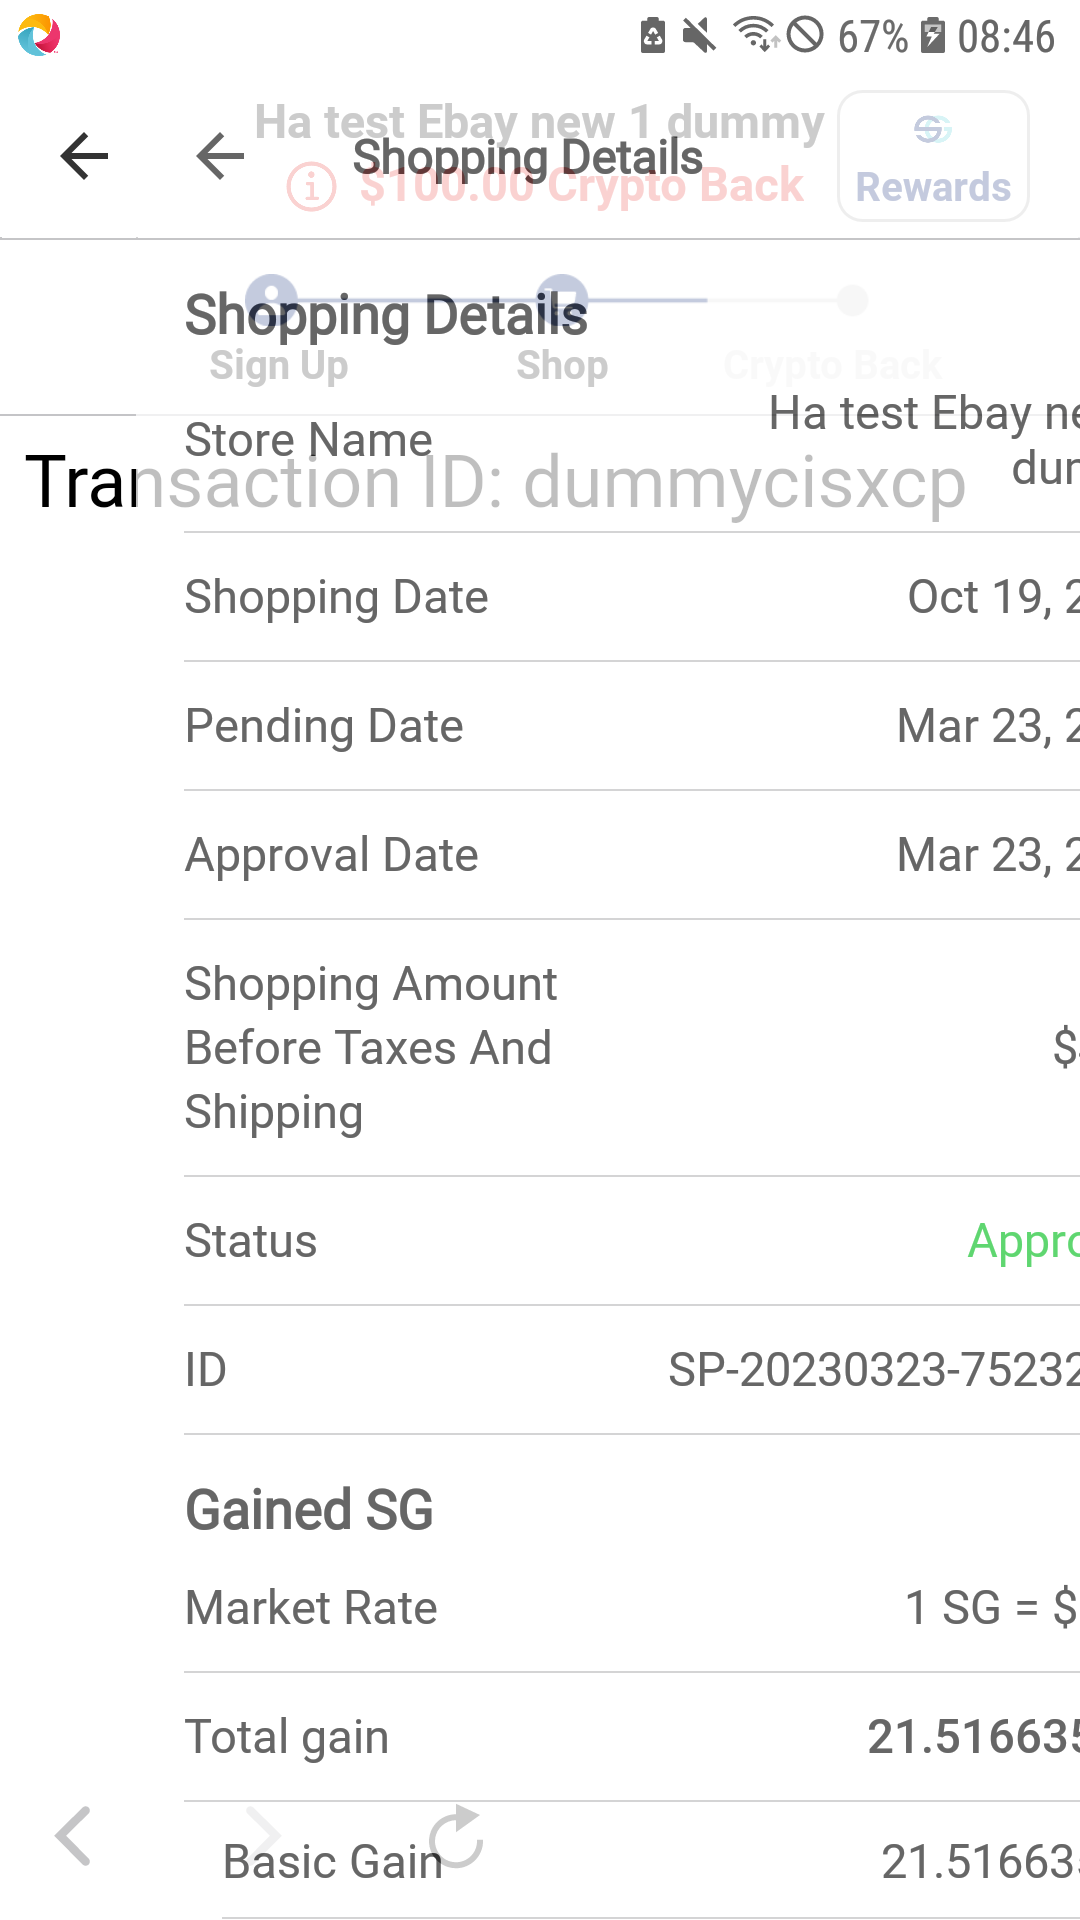 67% 08:46
Ha test Ebay new 1 dummy
Shopping Details
$100.00 Crypto Back
Rewards
Shopping Details
Sign Up Shop Crypto Back
Store Name Ha test Ebay ne
dum
Transaction ID: dummycisxcp
Shopping Date Oct 19, 2
Pending Date Mar 23, 2
Approval Date Mar 23, 2
Shopping Amount
Before Taxes And $
Shipping
Status Appro
ID SP-20230323-75232
Gained SG
Market Rate 1 SG = $
Total gain 21.516635
Basic Gain 21.51663